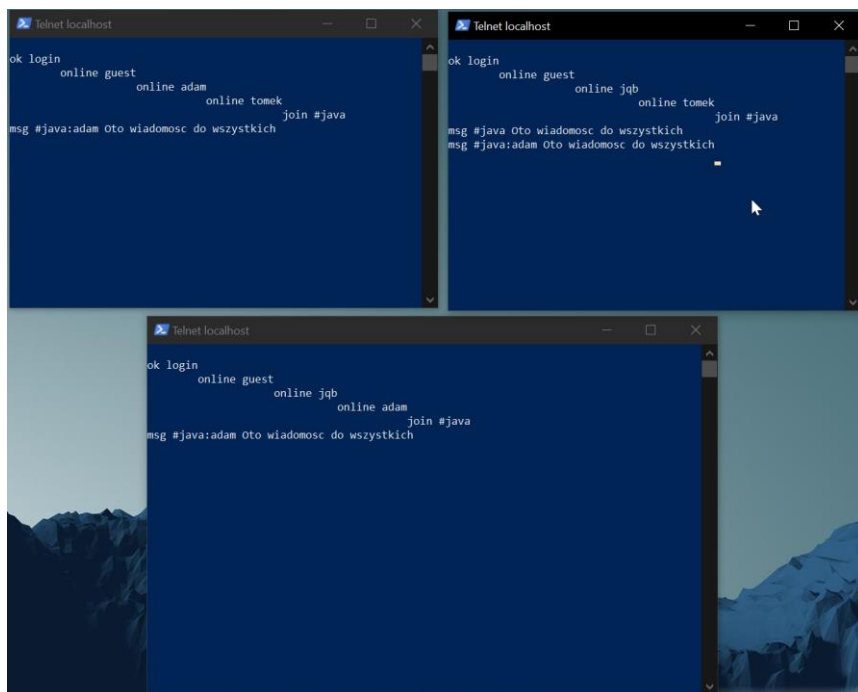 Telnet localhost
ok login
online guest
online adam
online tomek
join #java
msg #java:adam Oto wiadomosc do wszystkich
Telnet localhost
ok login
online guest
online jqb
online tomek
join #java
msg #java Oto wiadomosc do wszystkich
msg #java:adam Oto wiadomosc do wszystkich
Telnet localhost
ok login
online guest
online jqb
online adam
join #java
msg #java:adam Oto wiadomosc do wszystkich